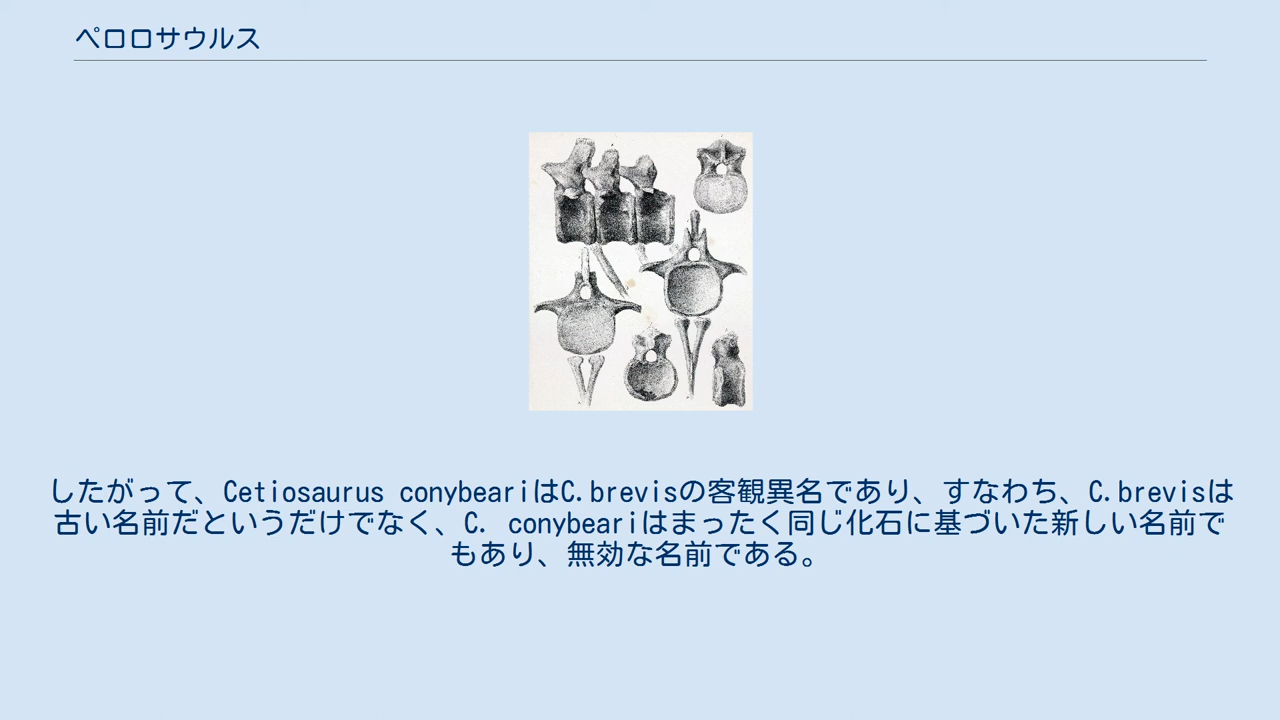 ペロロサウルス
したがって、Cetiosaurus conybeariはC.brevisの客観異名であり、すなわち、C.brevisは
古い名前だというだけでなく、C. conybeariはまったく同じ化石に基づいた新しい名前で
もあり、無効な名前である。